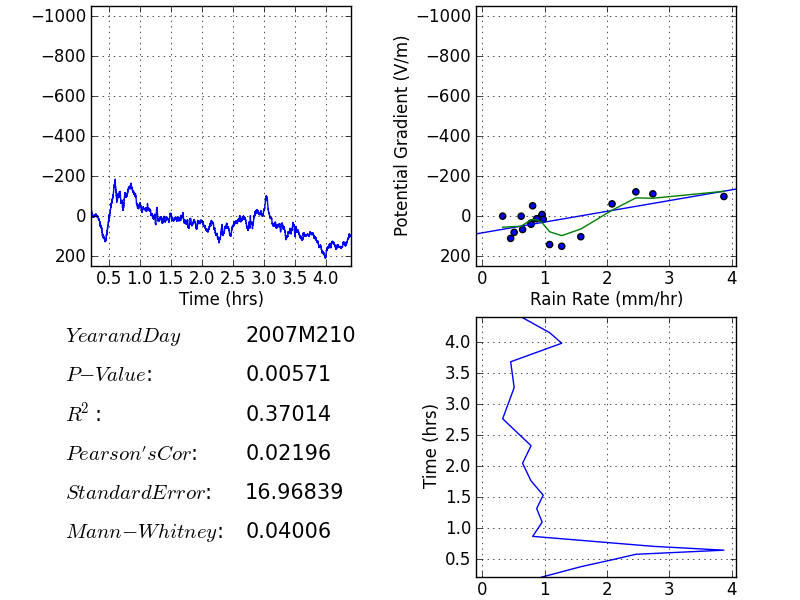 −1000
−800
−600
−400
−200
0
200
0.5 1.0 1.5 2.0 2.5 3.0 3.5 4.0
Time (hrs)
Potential Gradient (V/m)
−1000
−800
−600
−400
−200
0
200
0 1 2 3 4
Rain Rate (mm/hr)
YearandDay 2007M210
P−Value: 0.00571
R²: 0.37014
Pearson'sCor: 0.02196
StandardError: 16.96839
Mann−Whitney: 0.04006
Time (hrs)
4.0
3.5
3.0
2.5
2.0
1.5
1.0
0.5
0 1 2 3 4